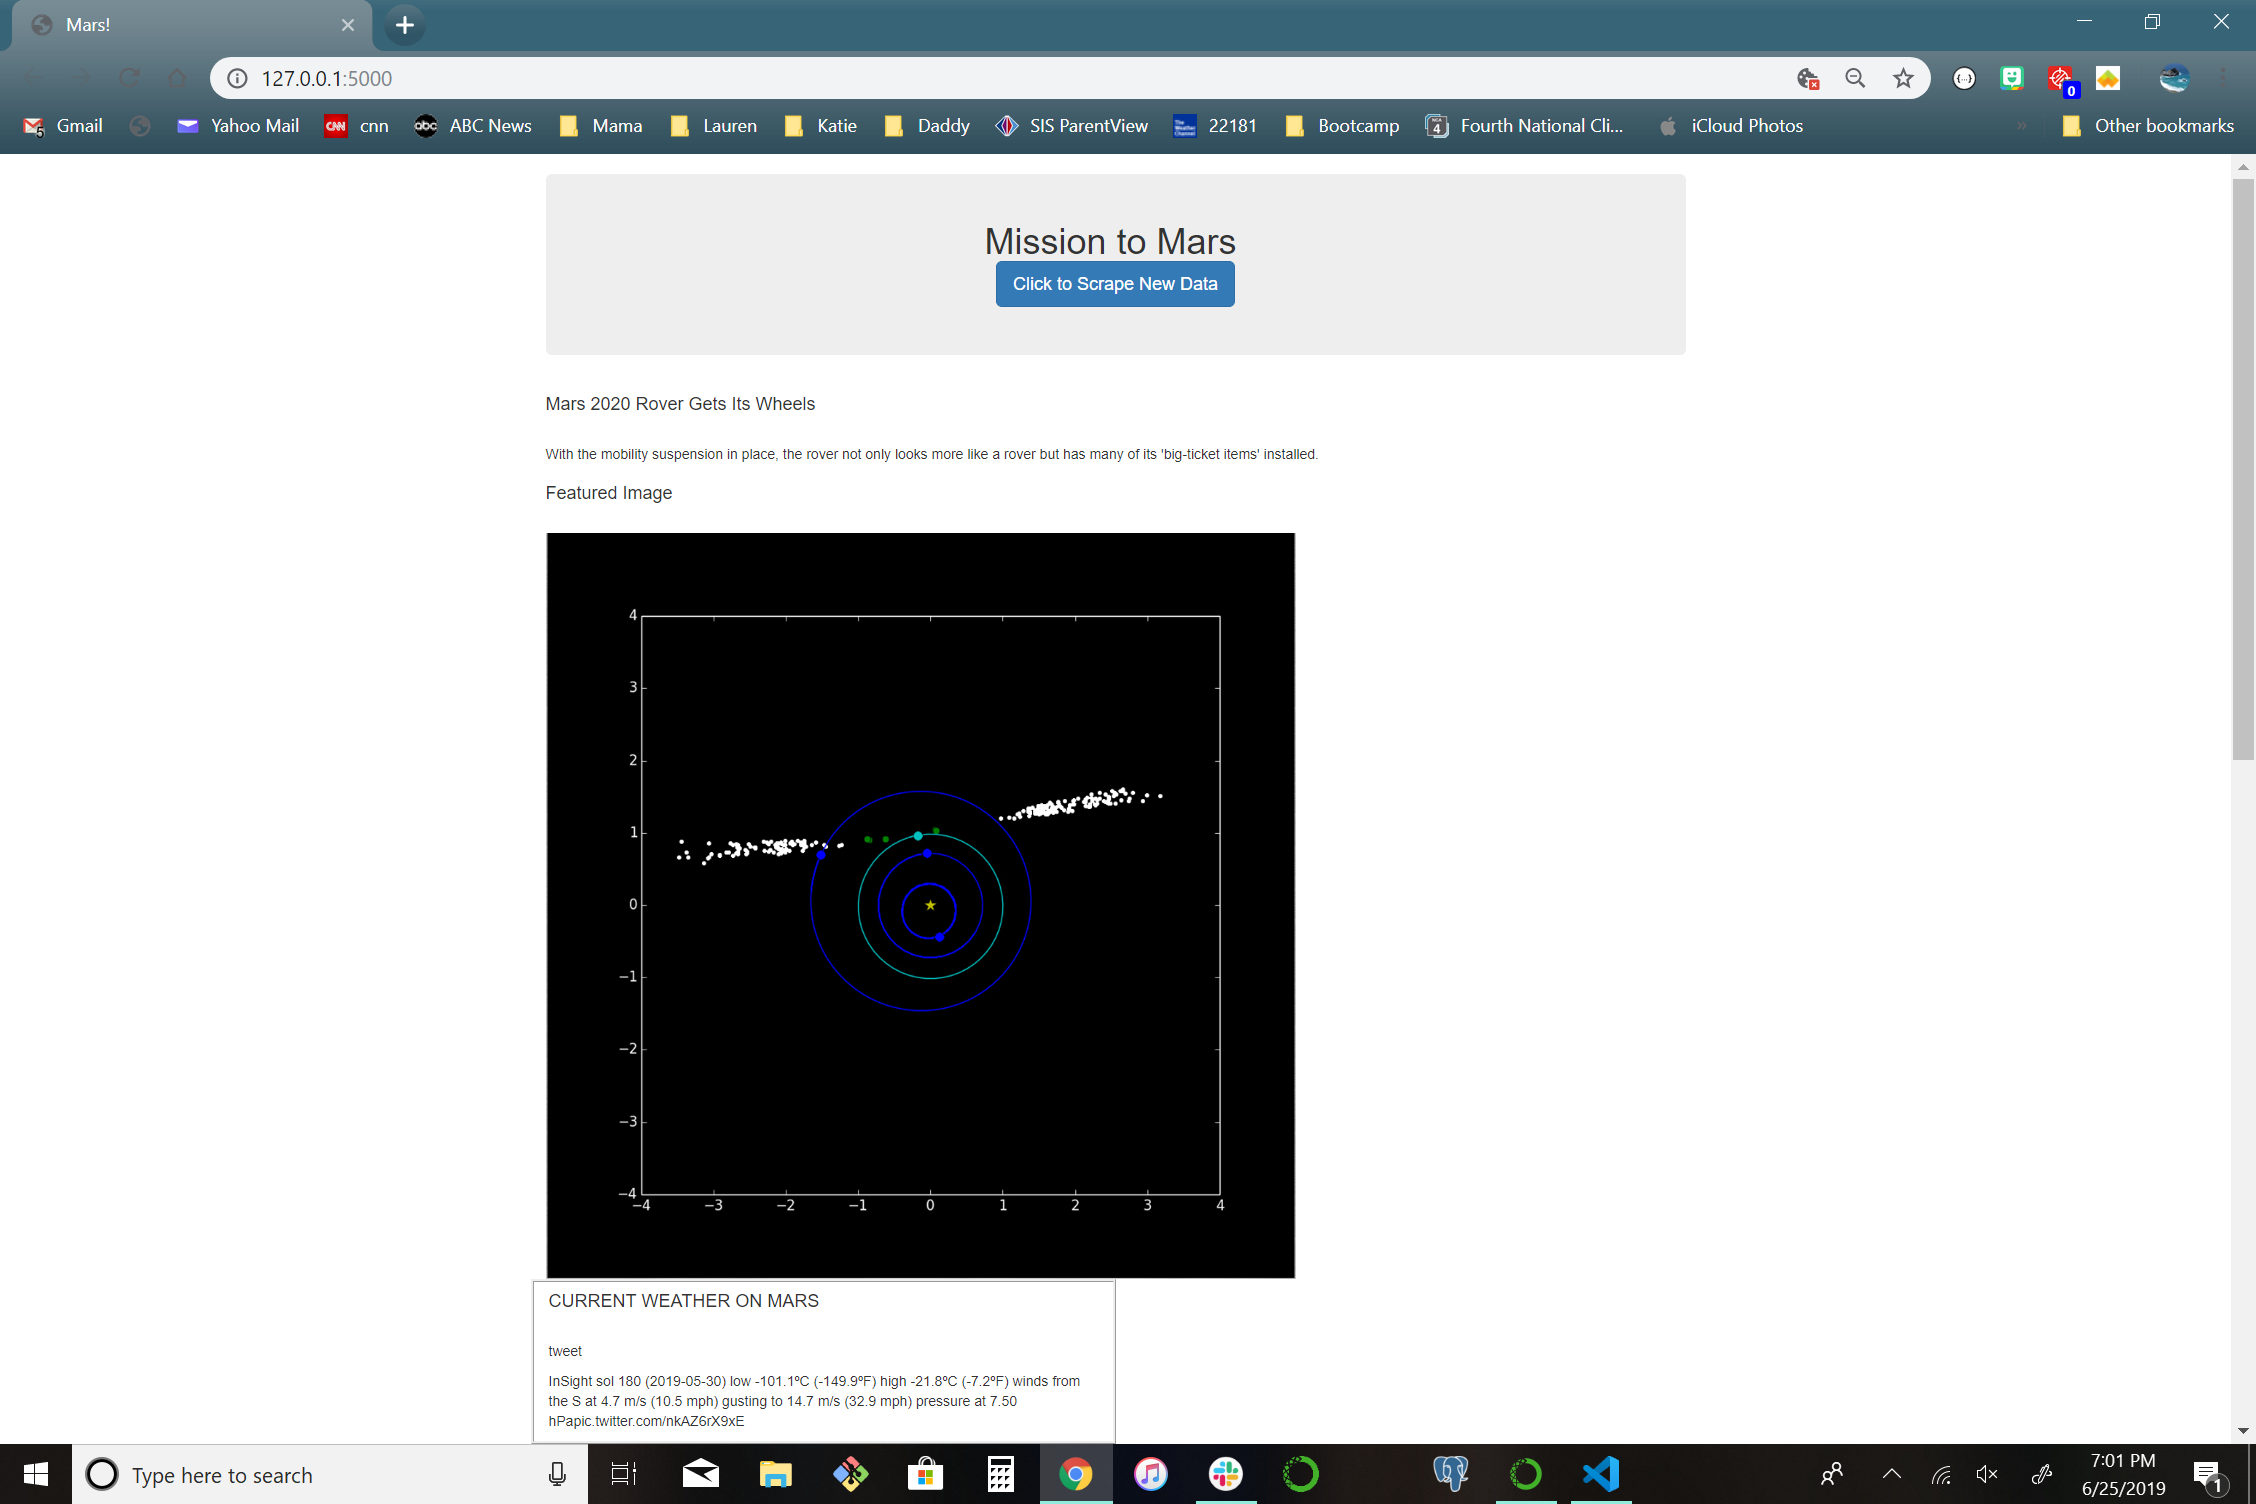 Mars!
127.0.0.1:5000
0
5 Gmail
Yahoo Mail
CNN cnn
abc ABC News
Mama
Lauren
Katie
Daddy
SIS ParentView
22181
Bootcamp
4 Fourth National Cli...
iCloud Photos
»
Other bookmarks
Mission to Mars
Click to Scrape New Data
Mars 2020 Rover Gets Its Wheels
With the mobility suspension in place, the rover not only looks more like a rover but has many of its 'big-ticket items' installed.
Featured Image
4
3
2
1
0
−1
−2
−3
−4
−4 −3 −2 −1 0 1 2 3 4
CURRENT WEATHER ON MARS
tweet
InSight sol 180 (2019-05-30) low -101.1ºC (-149.9ºF) high -21.8ºC (-7.2ºF) winds from
the S at 4.7 m/s (10.5 mph) gusting to 14.7 m/s (32.9 mph) pressure at 7.50
hPapic.twitter.com/nkAZ6rX9xE
Type here to search
7:01 PM
6/25/2019
1